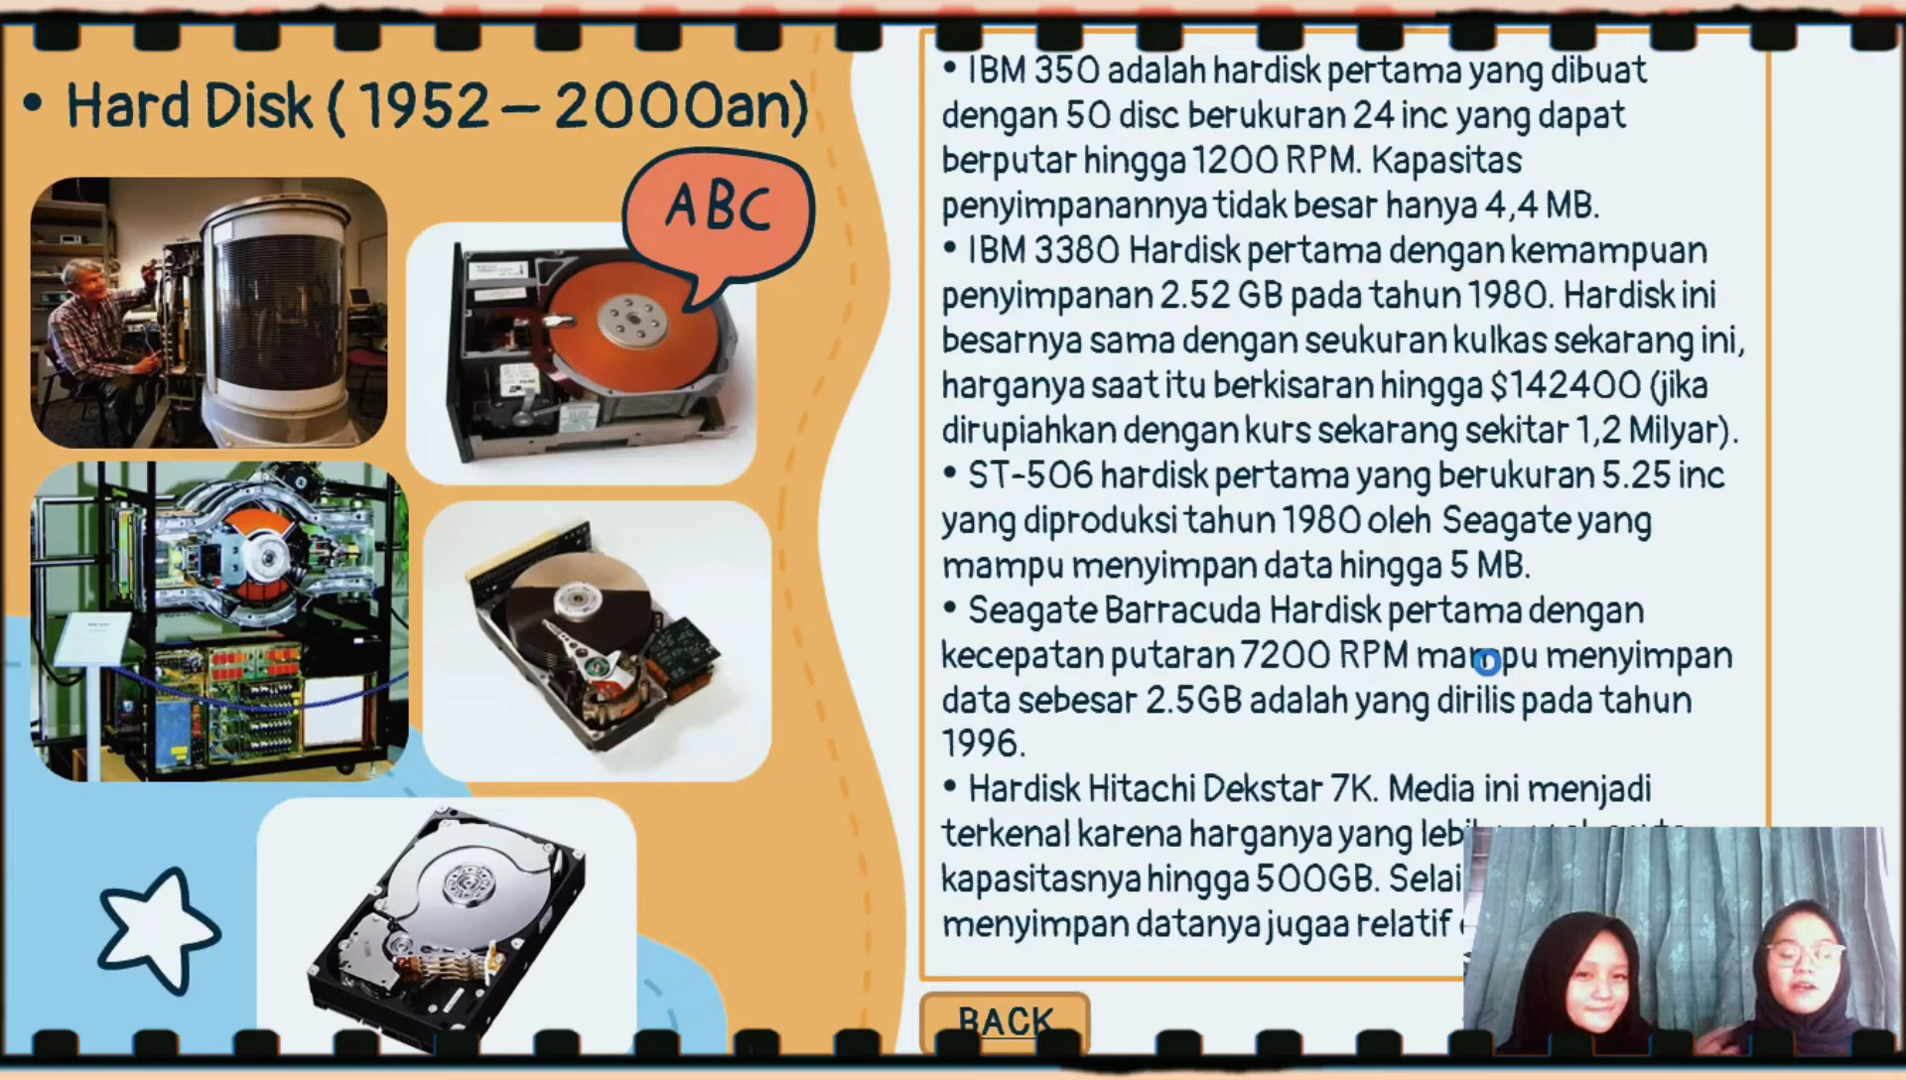 • Hard Disk ( 1952 – 2000an)
ABC
• IBM 350 adalah hardisk pertama yang dibuat
dengan 50 disc berukuran 24 inc yang dapat
berputar hingga 1200 RPM. Kapasitas
penyimpanannya tidak besar hanya 4,4 MB.
• IBM 3380 Hardisk pertama dengan kemampuan
penyimpanan 2.52 GB pada tahun 1980. Hardisk ini
besarnya sama dengan seukuran kulkas sekarang ini,
harganya saat itu berkisaran hingga $142400 (jika
dirupiahkan dengan kurs sekarang sekitar 1,2 Milyar).
• ST-506 hardisk pertama yang berukuran 5.25 inc
yang diproduksi tahun 1980 oleh Seagate yang
mampu menyimpan data hingga 5 MB.
• Seagate Barracuda Hardisk pertama dengan
kecepatan putaran 7200 RPM mampu menyimpan
data sebesar 2.5GB adalah yang dirilis pada tahun
1996.
• Hardisk Hitachi Dekstar 7K. Media ini menjadi
terkenal karena harganya yang
kapasitasnya hingga 500GB.
menyimpan datanya jugaa relatif
BACK